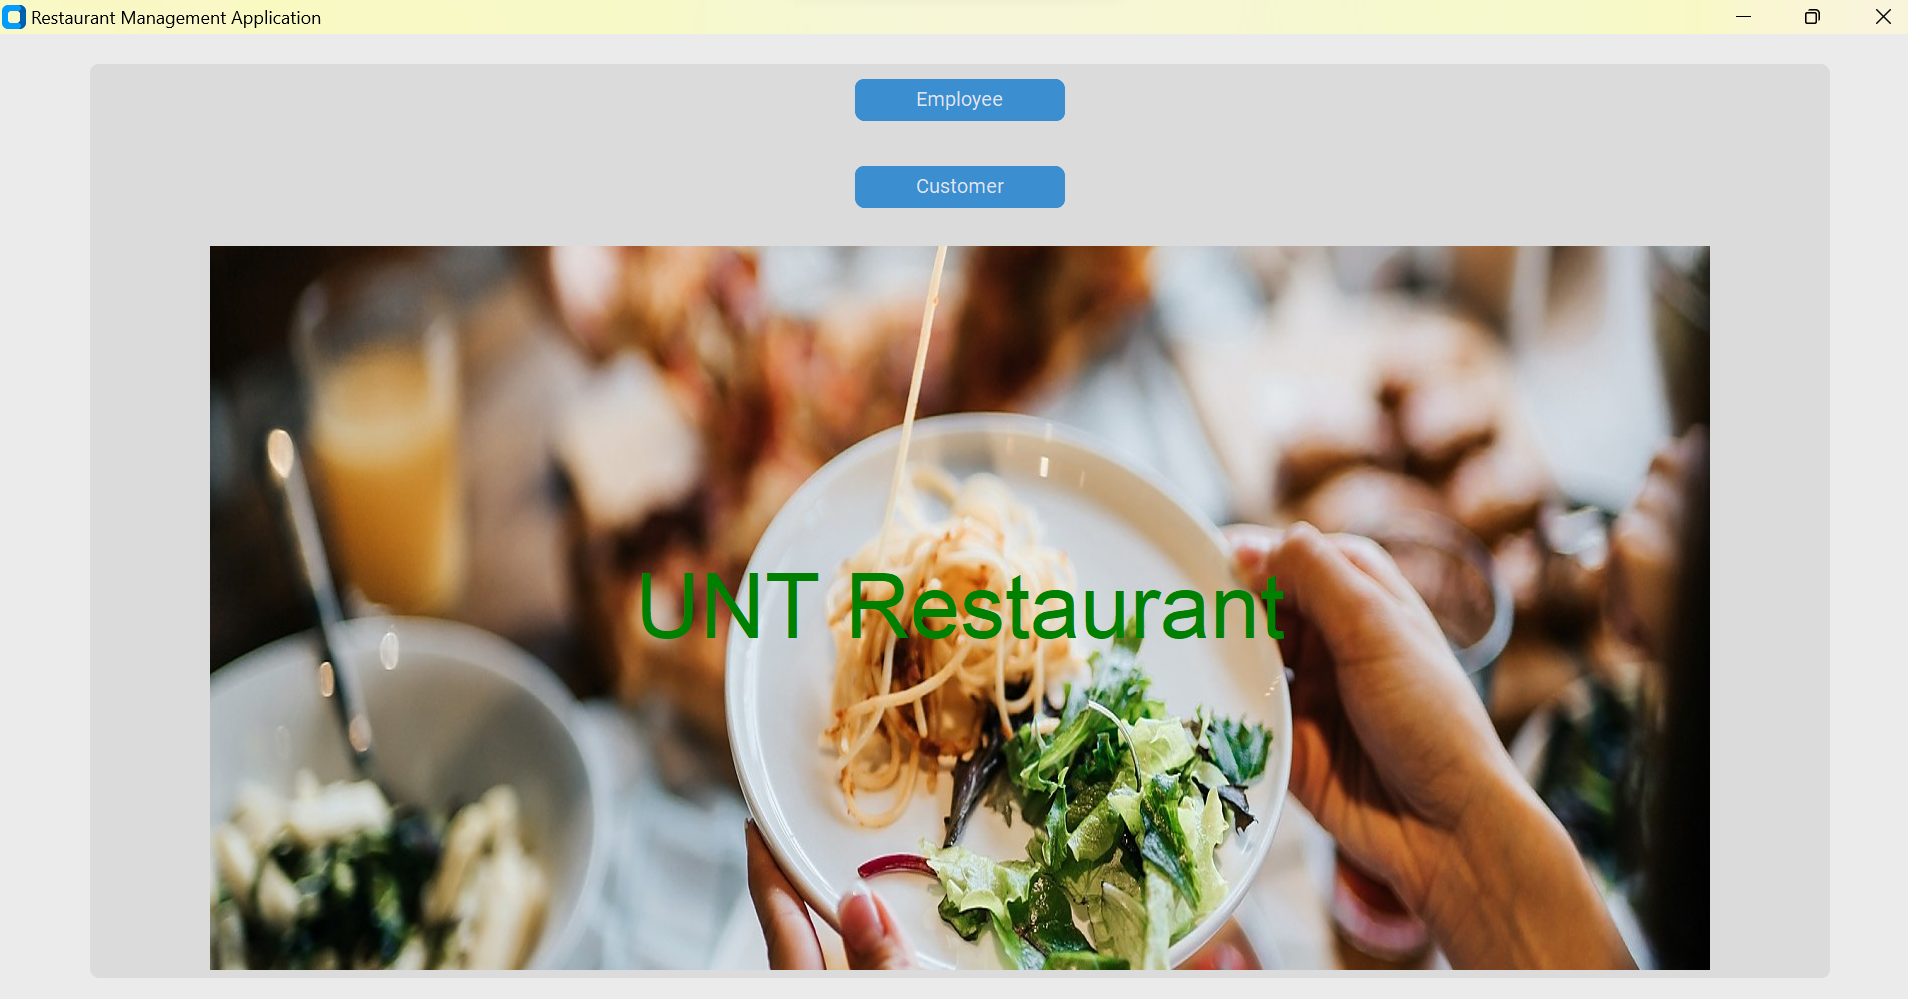 Restaurant Management Application
Employee
Customer
UNT Restaurant